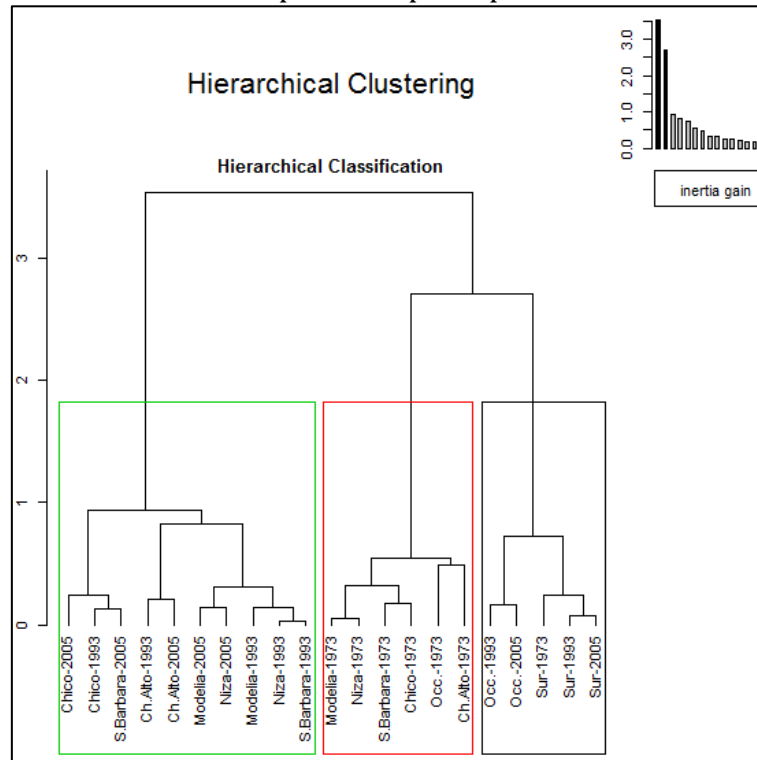 Hierarchical Clustering
3.0
2.0
1.0
0.0
inertia gain
Hierarchical Classification
3
2
1
0
Chico-2005
Chico-1993
S.Barbara-2005
Ch.Alto-1993
Ch.Alto-2005
Modelia-2005
Niza-2005
Modelia-1993
Niza-1993
S.Barbara-1993
Modelia-1973
Niza-1973
S.Barbara-1973
Chico-1973
Occ.-1973
Ch.Alto-1973
Occ.-1993
Occ.-2005
Sur-1973
Sur-1993
Sur-2005